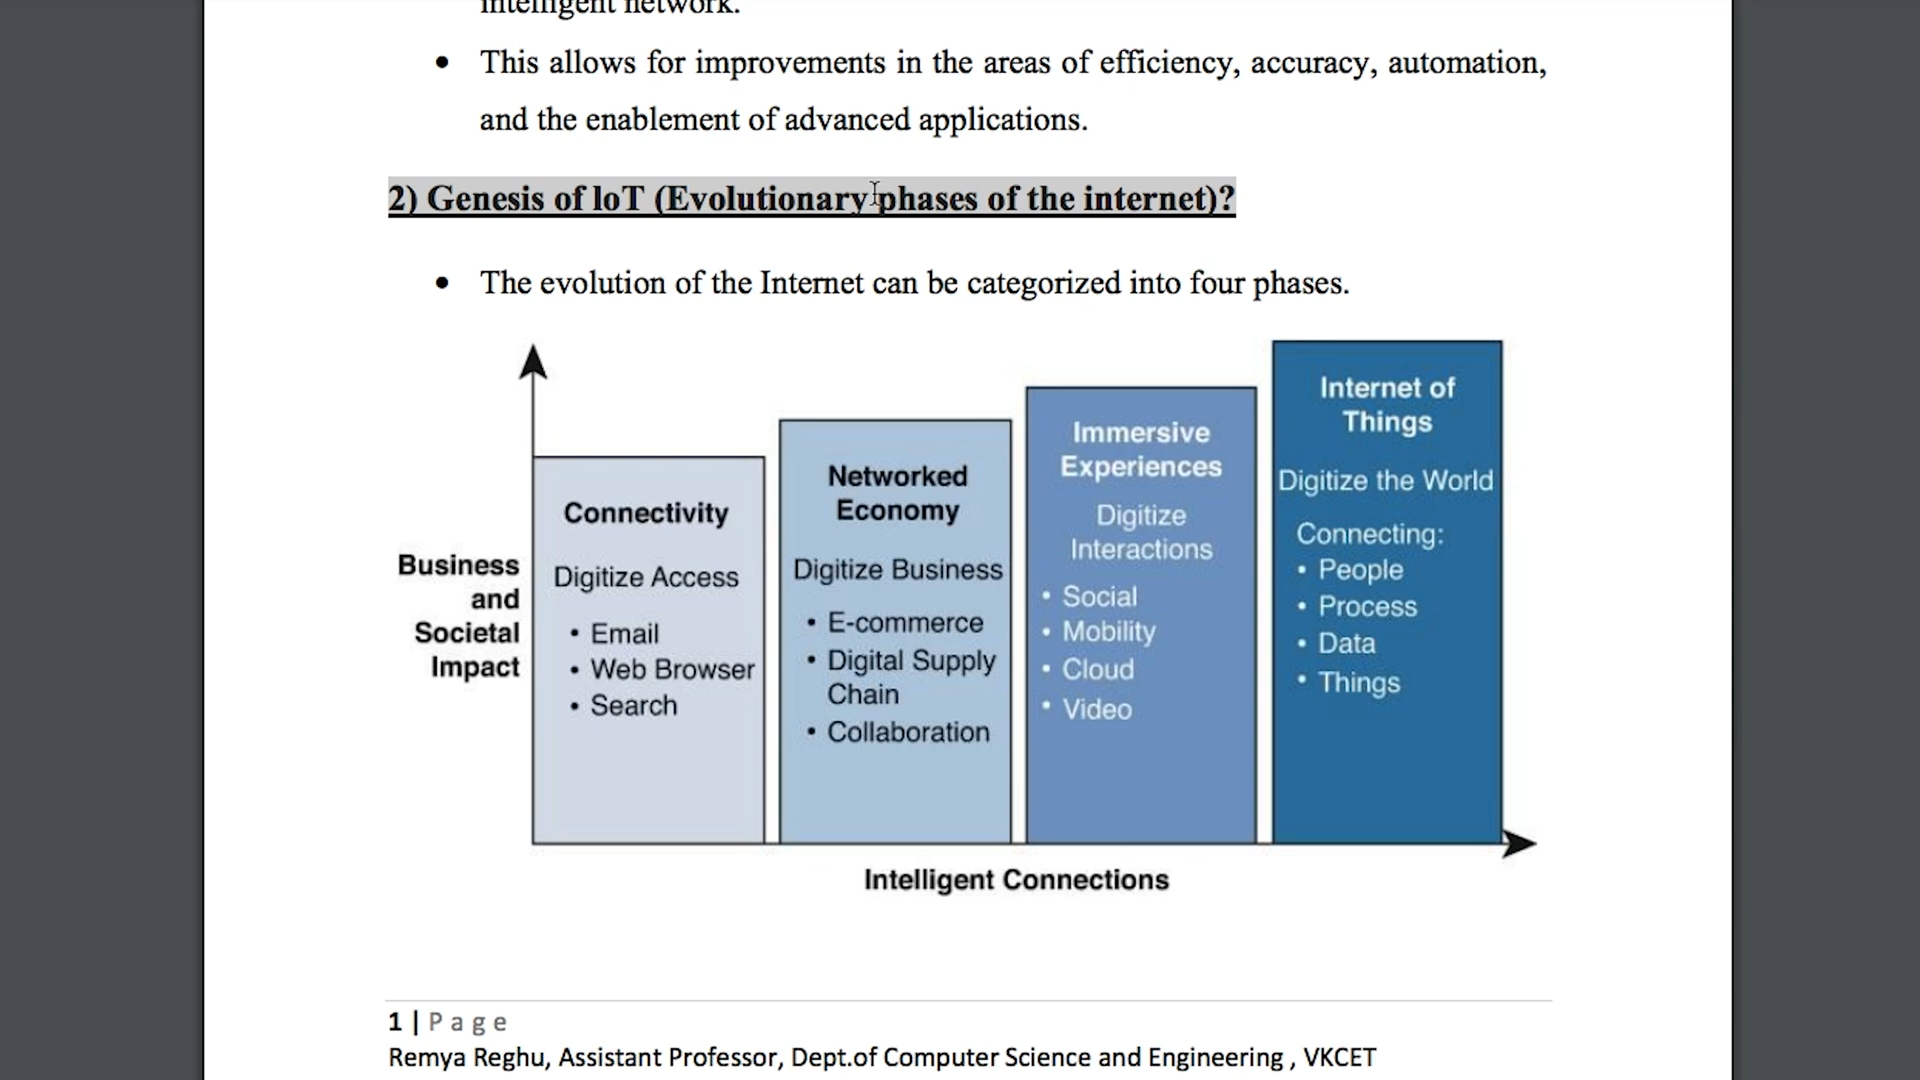 intelligent network.
• This allows for improvements in the areas of efficiency, accuracy, automation,
and the enablement of advanced applications.
2) Genesis of loT (Evolutionary phases of the internet)?
• The evolution of the Internet can be categorized into four phases.
Business
and
Societal
Impact
Connectivity
Digitize Access
• Email
• Web Browser
• Search
Networked
Economy
Digitize Business
• E-commerce
• Digital Supply
Chain
• Collaboration
Immersive
Experiences
Digitize
Interactions
• Social
• Mobility
• Cloud
• Video
Internet of
Things
Digitize the World
Connecting:
• People
• Process
• Data
• Things
Intelligent Connections
1 | P a g e
Remya Reghu, Assistant Professor, Dept.of Computer Science and Engineering , VKCET